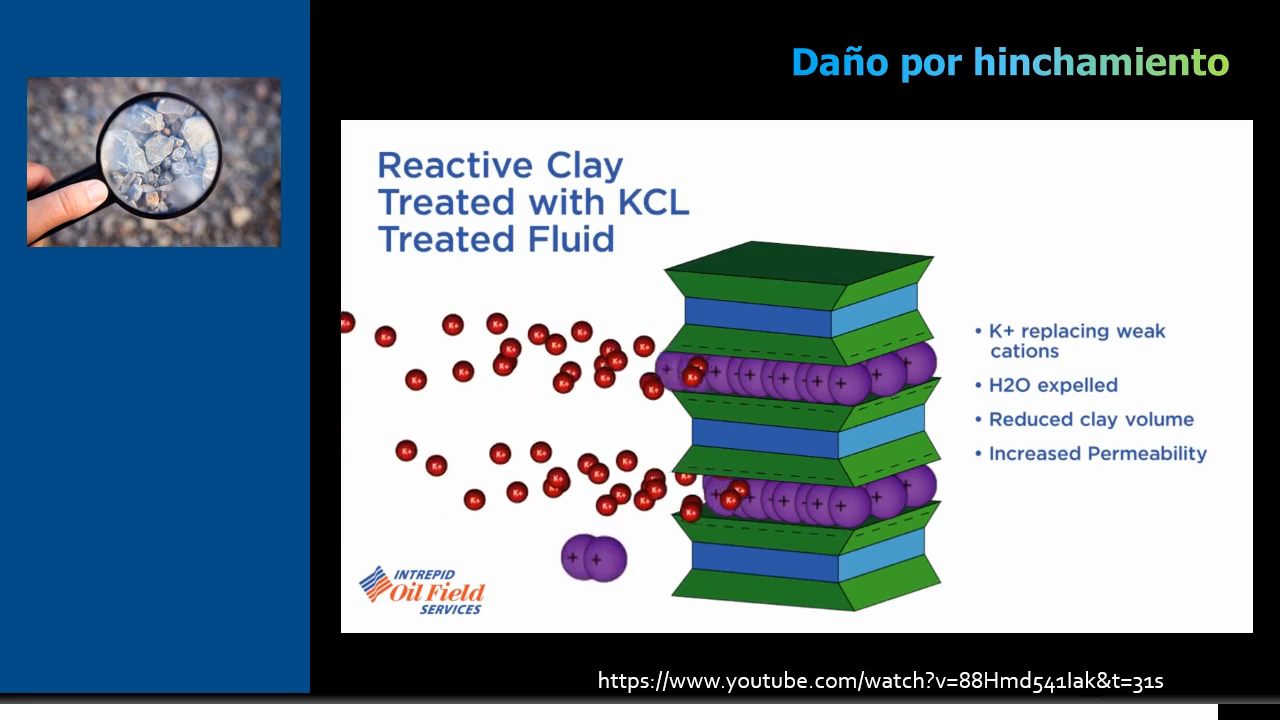 Daño por hinchamiento
Reactive Clay
Treated with KCL
Treated Fluid
K+ K+ K+ K+ K+ K+ K+ K+ K+ K+ K+ K+ K+ K+ K+ K+ K+ K+ K+
+ + + + + + + +
• K+ replacing weak
cations
• H2O expelled
• Reduced clay volume
• Increased Permeability
K+ K+ K+ K+ K+ K+ K+ K+ K+ K+ K+ K+ K+ K+ K+ K+ K+ K+
+ + + + + + + +
+ +
INTREPID
Oil Field
SERVICES
https://www.youtube.com/watch?v=88Hmd541lak&t=31s